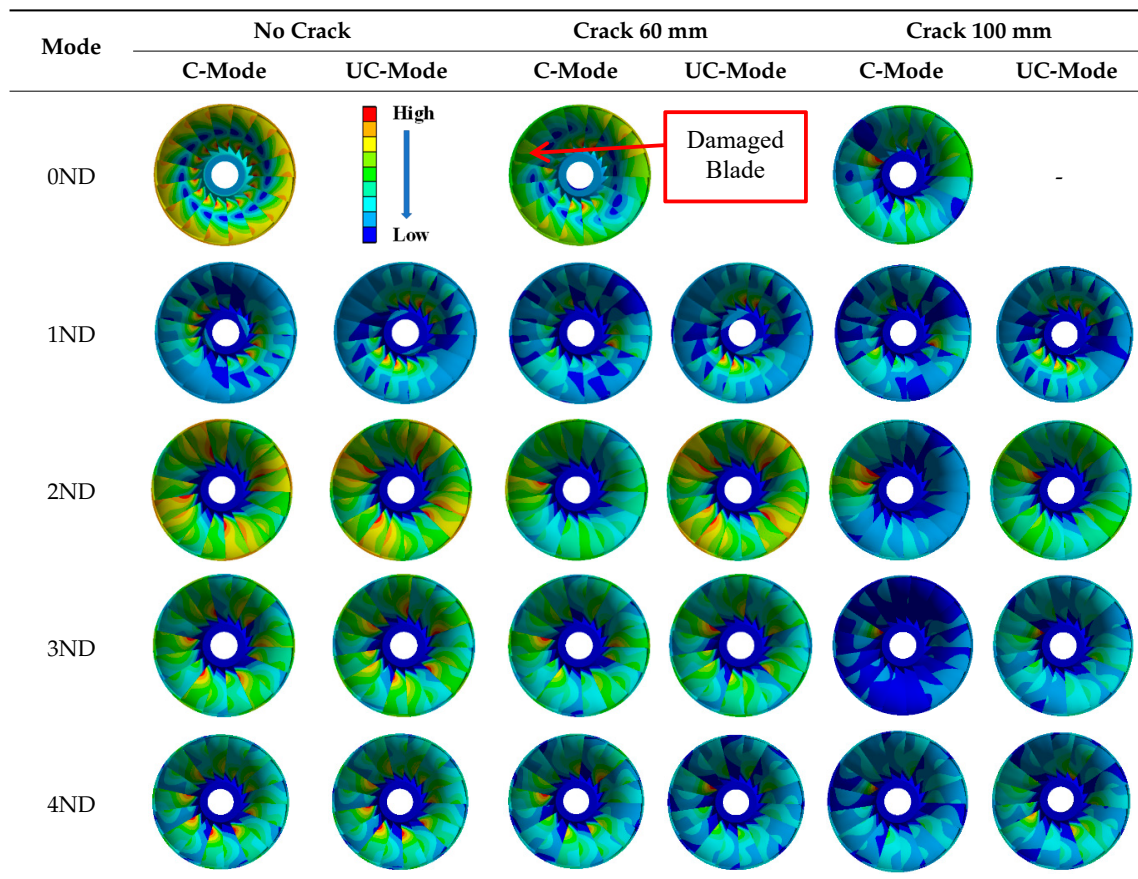 Mode No Crack Crack 60 mm Crack 100 mm
C-Mode UC-Mode C-Mode UC-Mode C-Mode UC-Mode
0ND
High
Low
Damaged
Blade
-
1ND
2ND
3ND
4ND